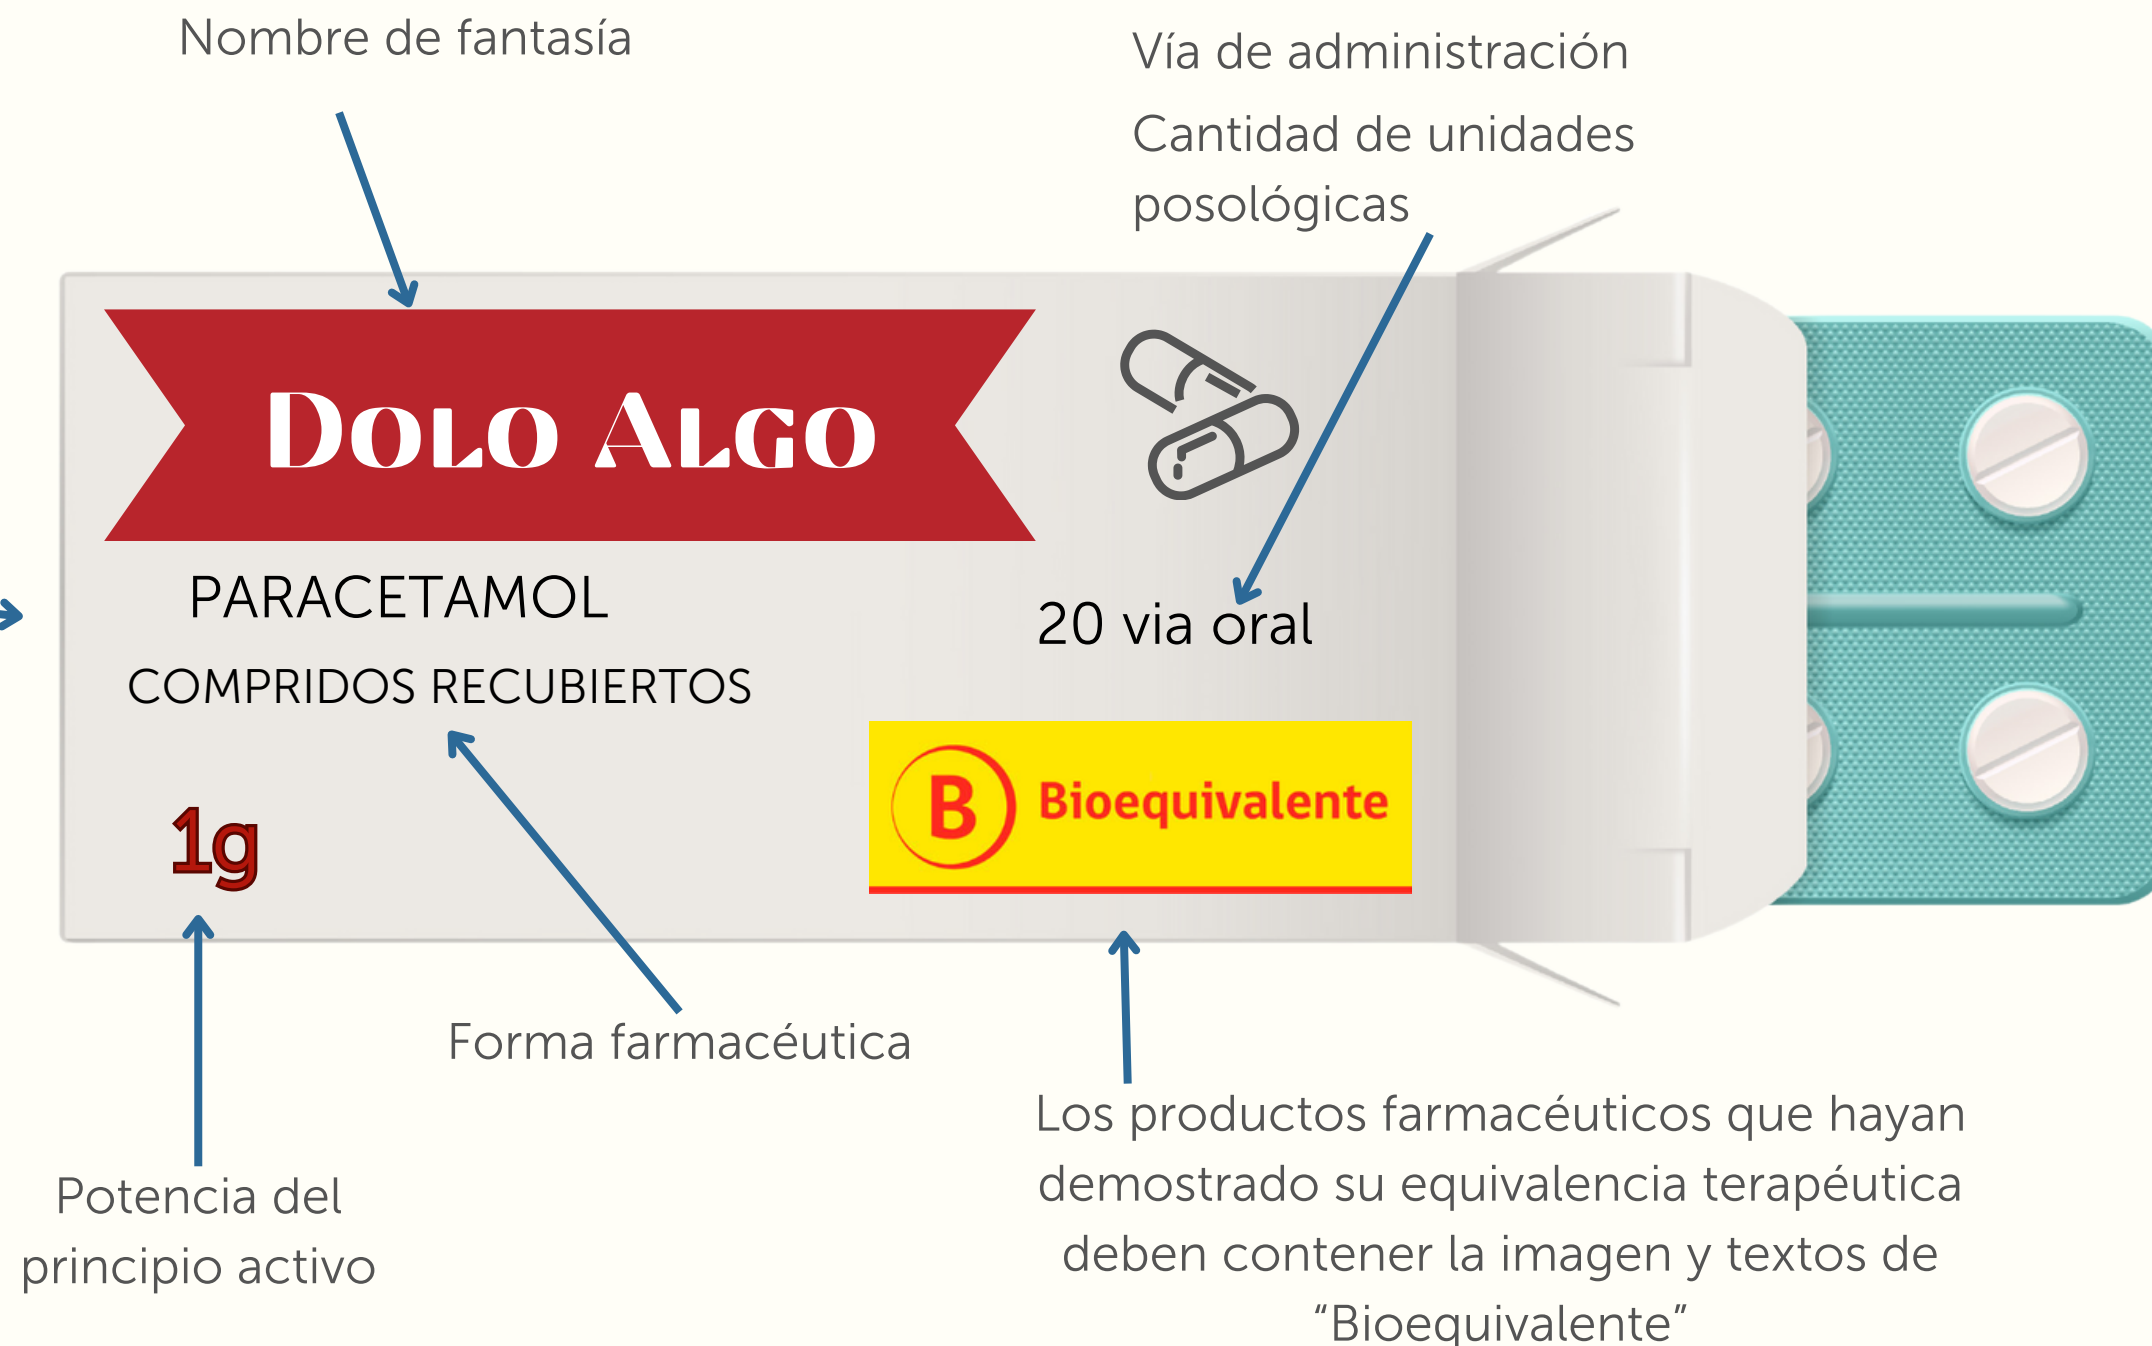 Nombre de fantasía
Vía de administración
Cantidad de unidades
posológicas
DOLO ALGO
PARACETAMOL
COMPRIDOS RECUBIERTOS
20 via oral
1g
B Bioequivalente
Forma farmacéutica
Potencia del
principio activo
Los productos farmacéuticos que hayan
demostrado su equivalencia terapéutica
deben contener la imagen y textos de
“Bioequivalente”